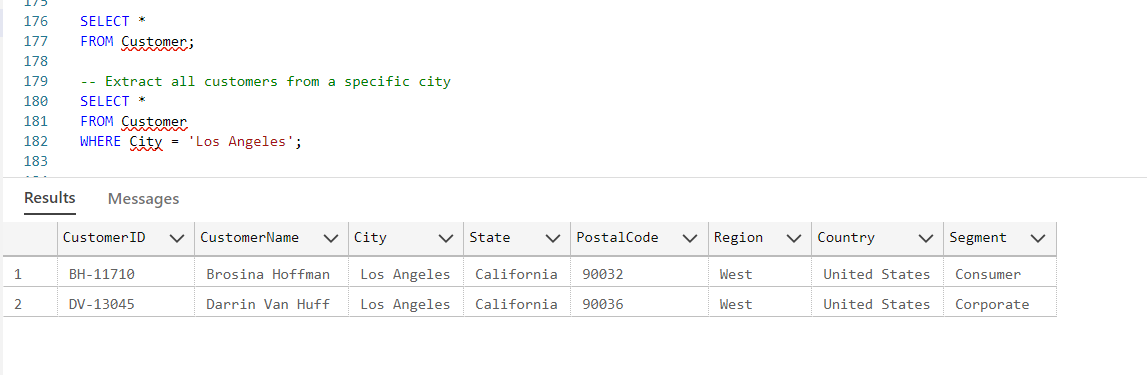 175
176 SELECT *
177 FROM Customer;
178
179 -- Extract all customers from a specific city
180 SELECT *
181 FROM Customer
182 WHERE City = 'Los Angeles';
183
Results Messages
CustomerID CustomerName City State PostalCode Region Country Segment
1 BH-11710 Brosina Hoffman Los Angeles California 90032 West United States Consumer
2 DV-13045 Darrin Van Huff Los Angeles California 90036 West United States Corporate